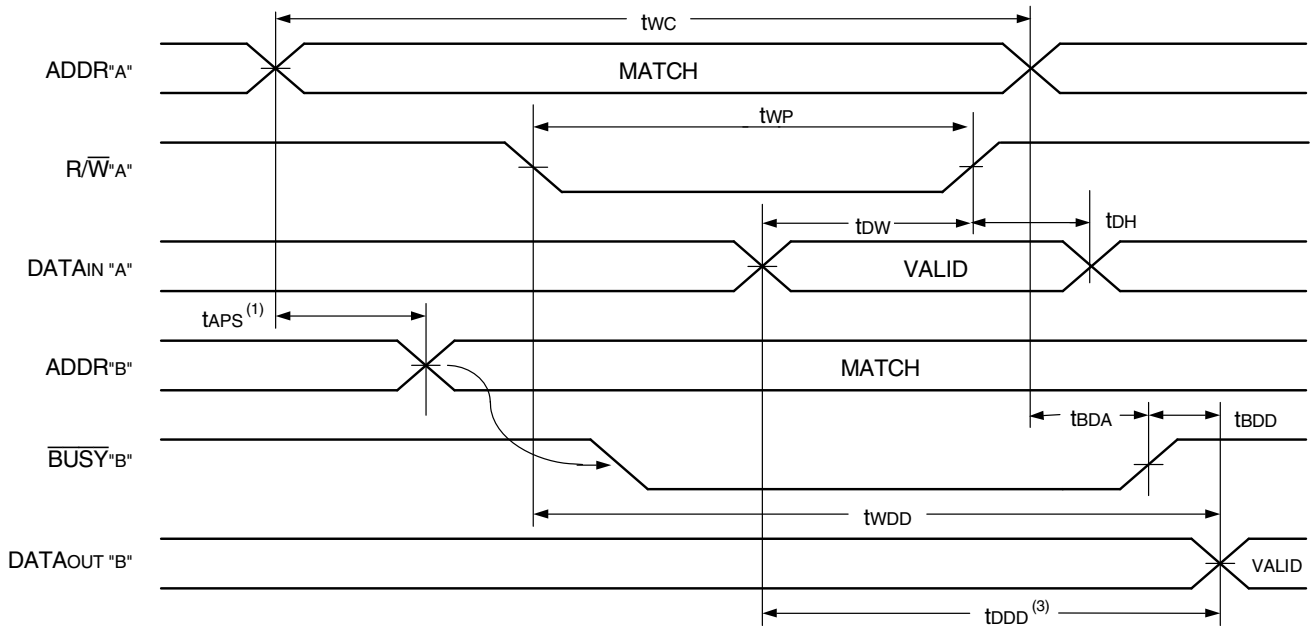 tWC
ADDR"A"
MATCH
tWP
R/W̅"A"
tDW
tDH
DATAIN "A"
VALID
tAPS (1)
ADDR"B"
MATCH
tBDA
tBDD
B̅U̅S̅Y̅"B"
tWDD
DATAOUT "B"
VALID
tDDD (3)